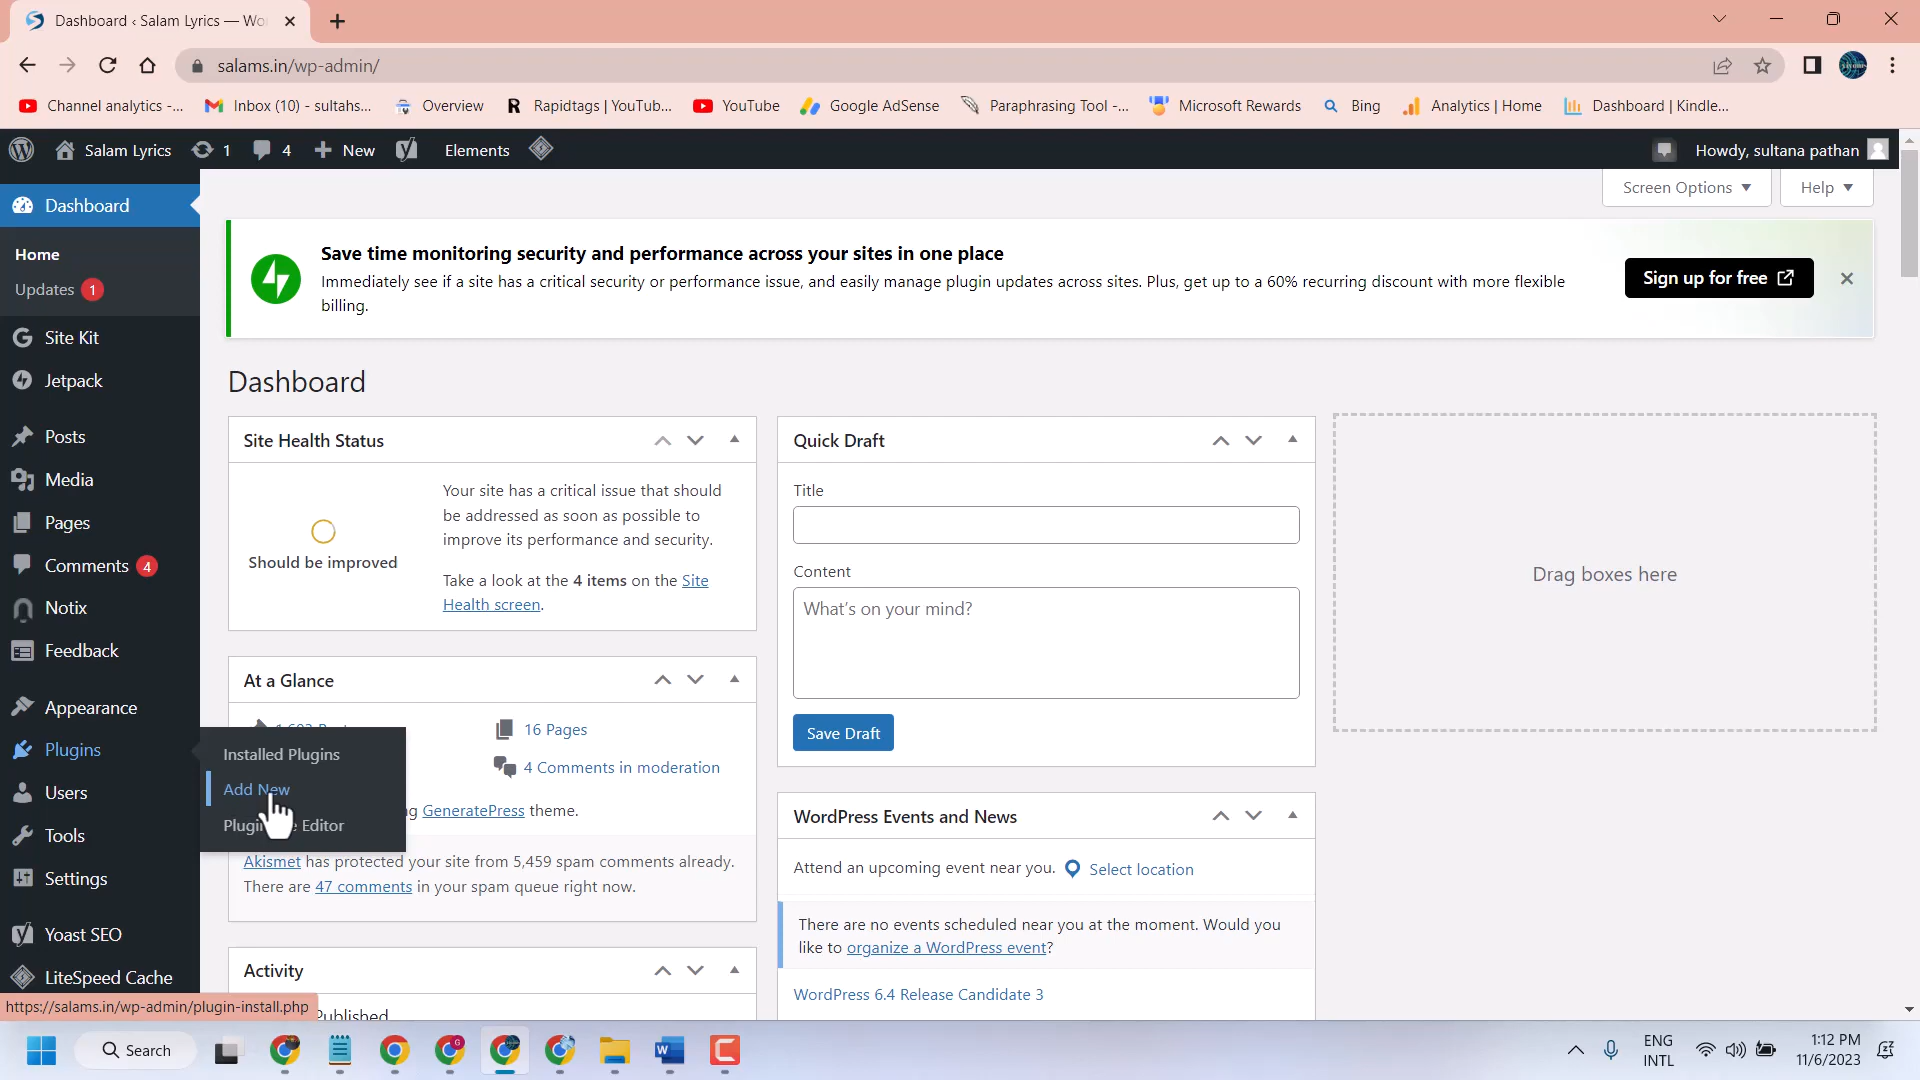 Dashboard ‹ Salam Lyrics — Wo
salams.in/wp-admin/
Channel analytics -...
Inbox (10) - sultahs...
Overview
Rapidtags | YouTub...
YouTube
Google AdSense
Paraphrasing Tool -...
Microsoft Rewards
Bing
Analytics | Home
Dashboard | Kindle...
Salam Lyrics
1
4
New
Elements
Howdy, sultana pathan
Screen Options
Help
Dashboard
Home
Updates 1
Site Kit
Jetpack
Posts
Media
Pages
Comments 4
Notix
Feedback
Appearance
Plugins
Users
Tools
Settings
Yoast SEO
LiteSpeed Cache
Installed Plugins
Add New
Plugin Editor
Save time monitoring security and performance across your sites in one place
Immediately see if a site has a critical security or performance issue, and easily manage plugin updates across sites. Plus, get up to a 60% recurring discount with more flexible
billing.
Sign up for free
Dashboard
Site Health Status
Should be improved
Your site has a critical issue that should
be addressed as soon as possible to
improve its performance and security.
Take a look at the 4 items on the Site
Health screen.
At a Glance
16 Pages
4 Comments in moderation
GeneratePress theme.
Akismet has protected your site from 5,459 spam comments already.
There are 47 comments in your spam queue right now.
Activity
Published
Quick Draft
Title
Content
What's on your mind?
Save Draft
WordPress Events and News
Attend an upcoming event near you. Select location
There are no events scheduled near you at the moment. Would you
like to organize a WordPress event?
WordPress 6.4 Release Candidate 3
Drag boxes here
https://salams.in/wp-admin/plugin-install.php
Search
ENG
INTL
1:12 PM
11/6/2023